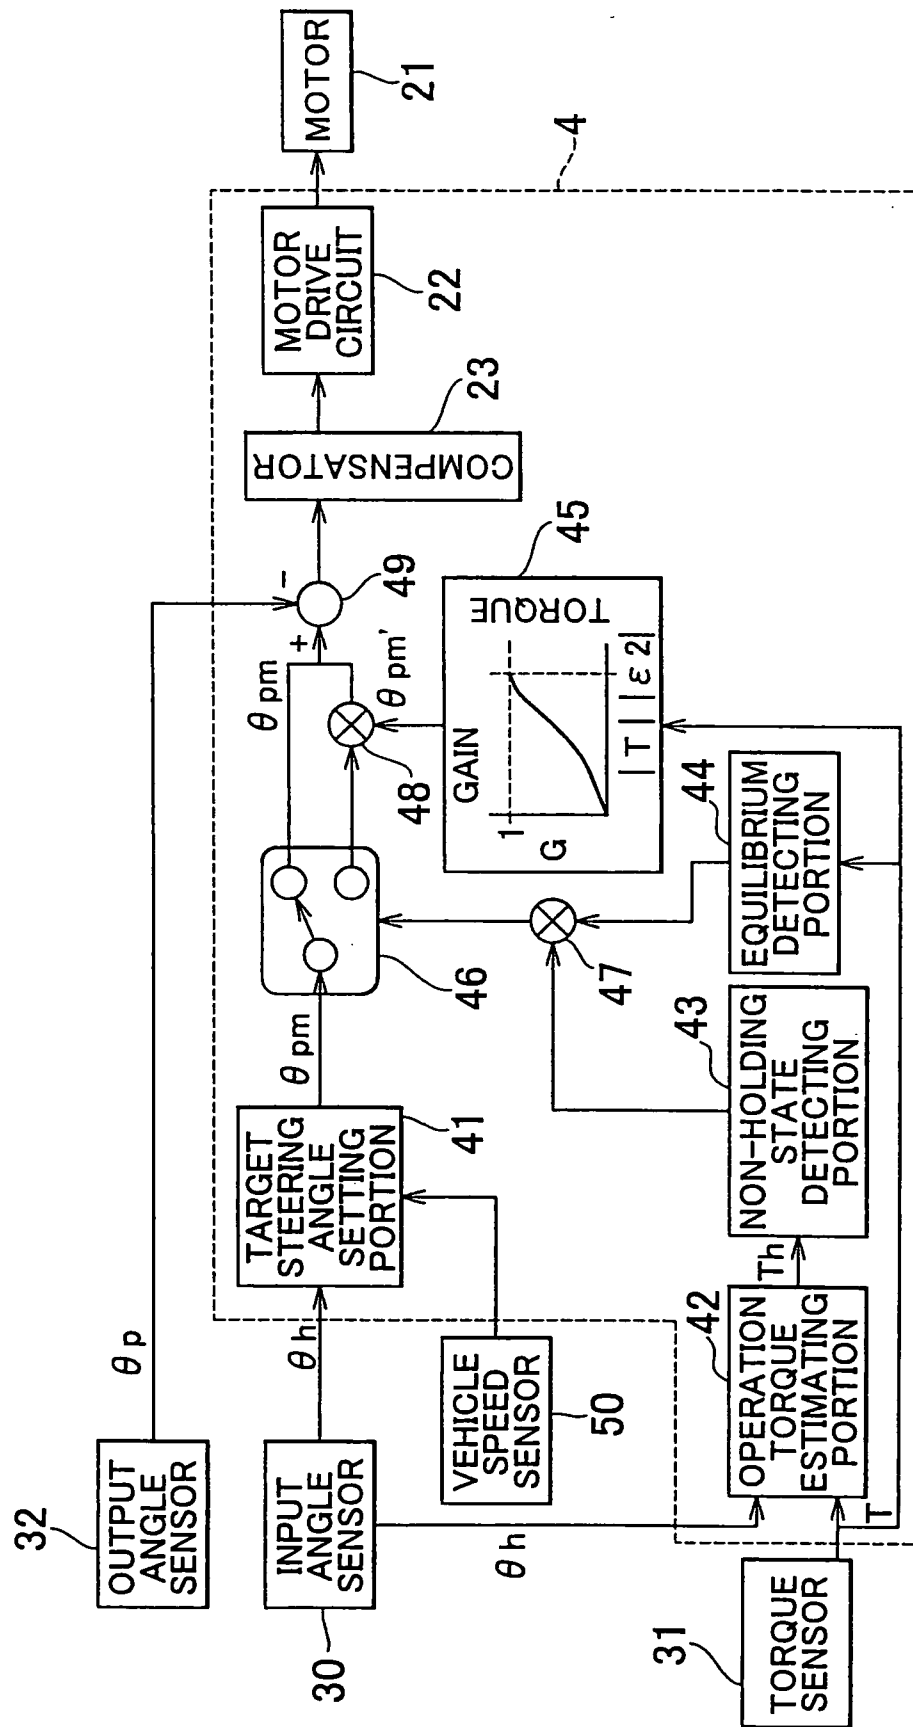 32
OUTPUT
ANGLE
SENSOR
θp
30
INPUT
ANGLE
SENSOR
θh
θh
31
TORQUE
SENSOR
T
VEHICLE
SPEED
SENSOR
50
TARGET
STEERING
ANGLE
SETTING
PORTION
41
θpm
42
OPERATION
TORQUE
ESTIMATING
PORTION
Th
43
NON-HOLDING
STATE
DETECTING
PORTION
44
EQUILIBRIUM
DETECTING
PORTION
46
47
θpm
48
θpm'
GAIN
TORQUE
1
G
|T| |ε2|
45
+
-
49
COMPENSATOR
23
MOTOR
DRIVE
CIRCUIT
22
MOTOR
21
4